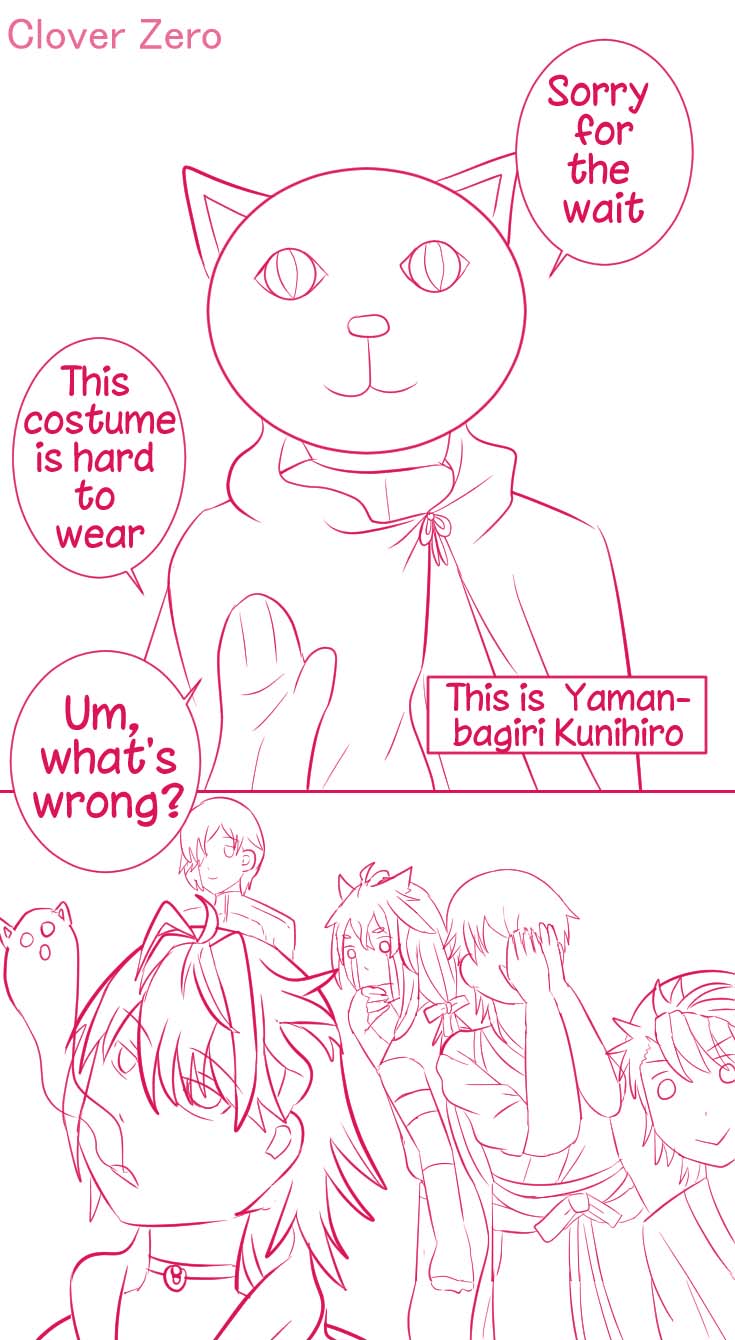 Clover Zero
Sorry
for
the
wait
This
costume
is hard
to
wear
This is Yaman-
bagiri Kunihiro
Um,
what's
wrong?